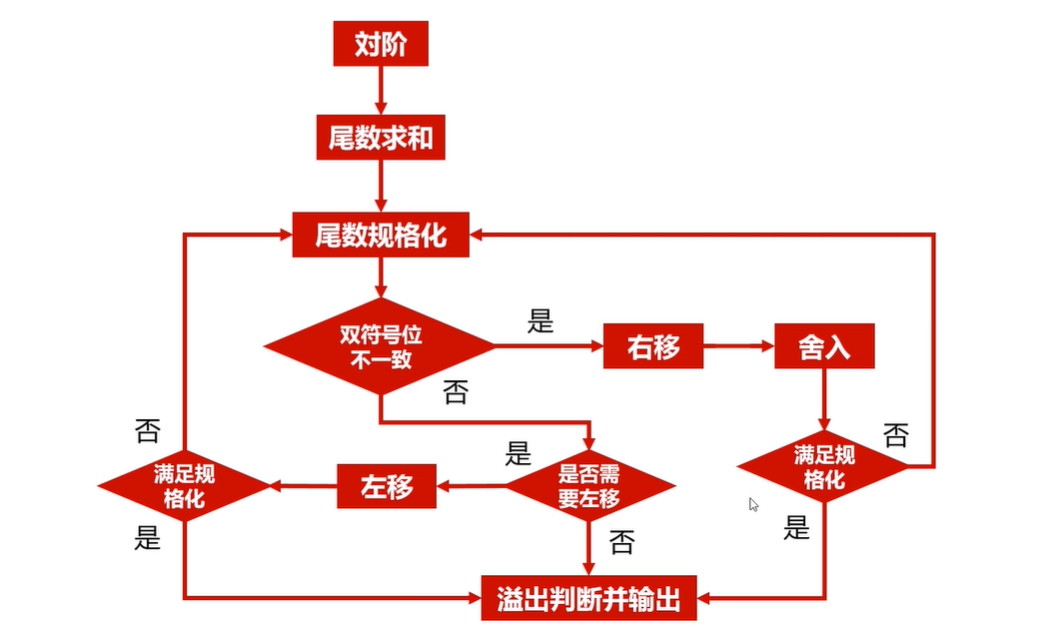 对阶
尾数求和
尾数规格化
双符号位
不一致
是
右移
舍入
否
否
满足规
格化
是
左移
是否需
要左移
满足规
格化
否
是
否
是
溢出判断并输出